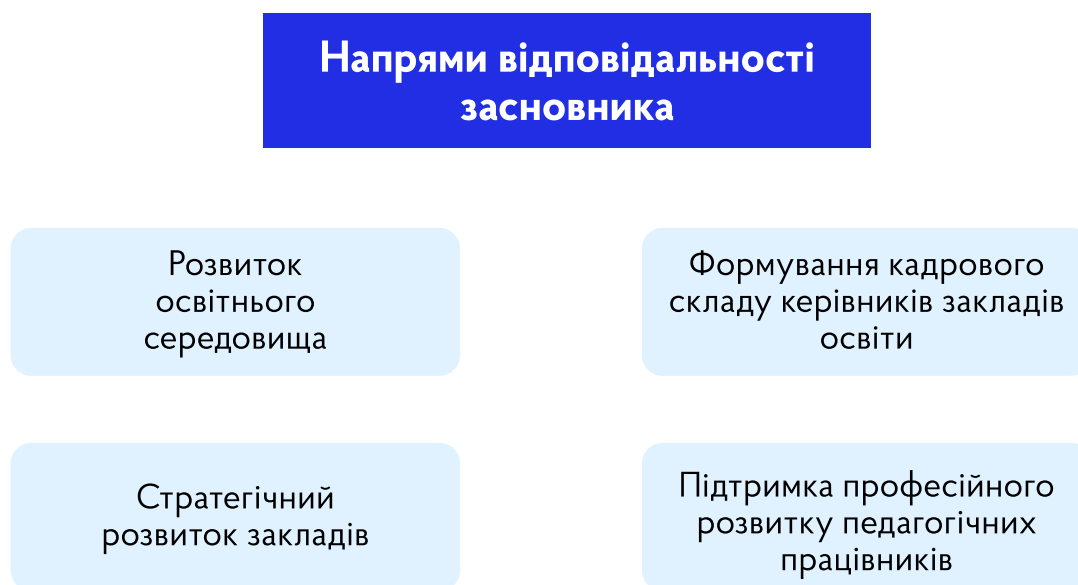 Напрями відповідальності
засновника
Розвиток
освітнього
середовища
Формування кадрового
складу керівників закладів
освіти
Стратегічний
розвиток закладів
Підтримка професійного
розвитку педагогічних
працівників